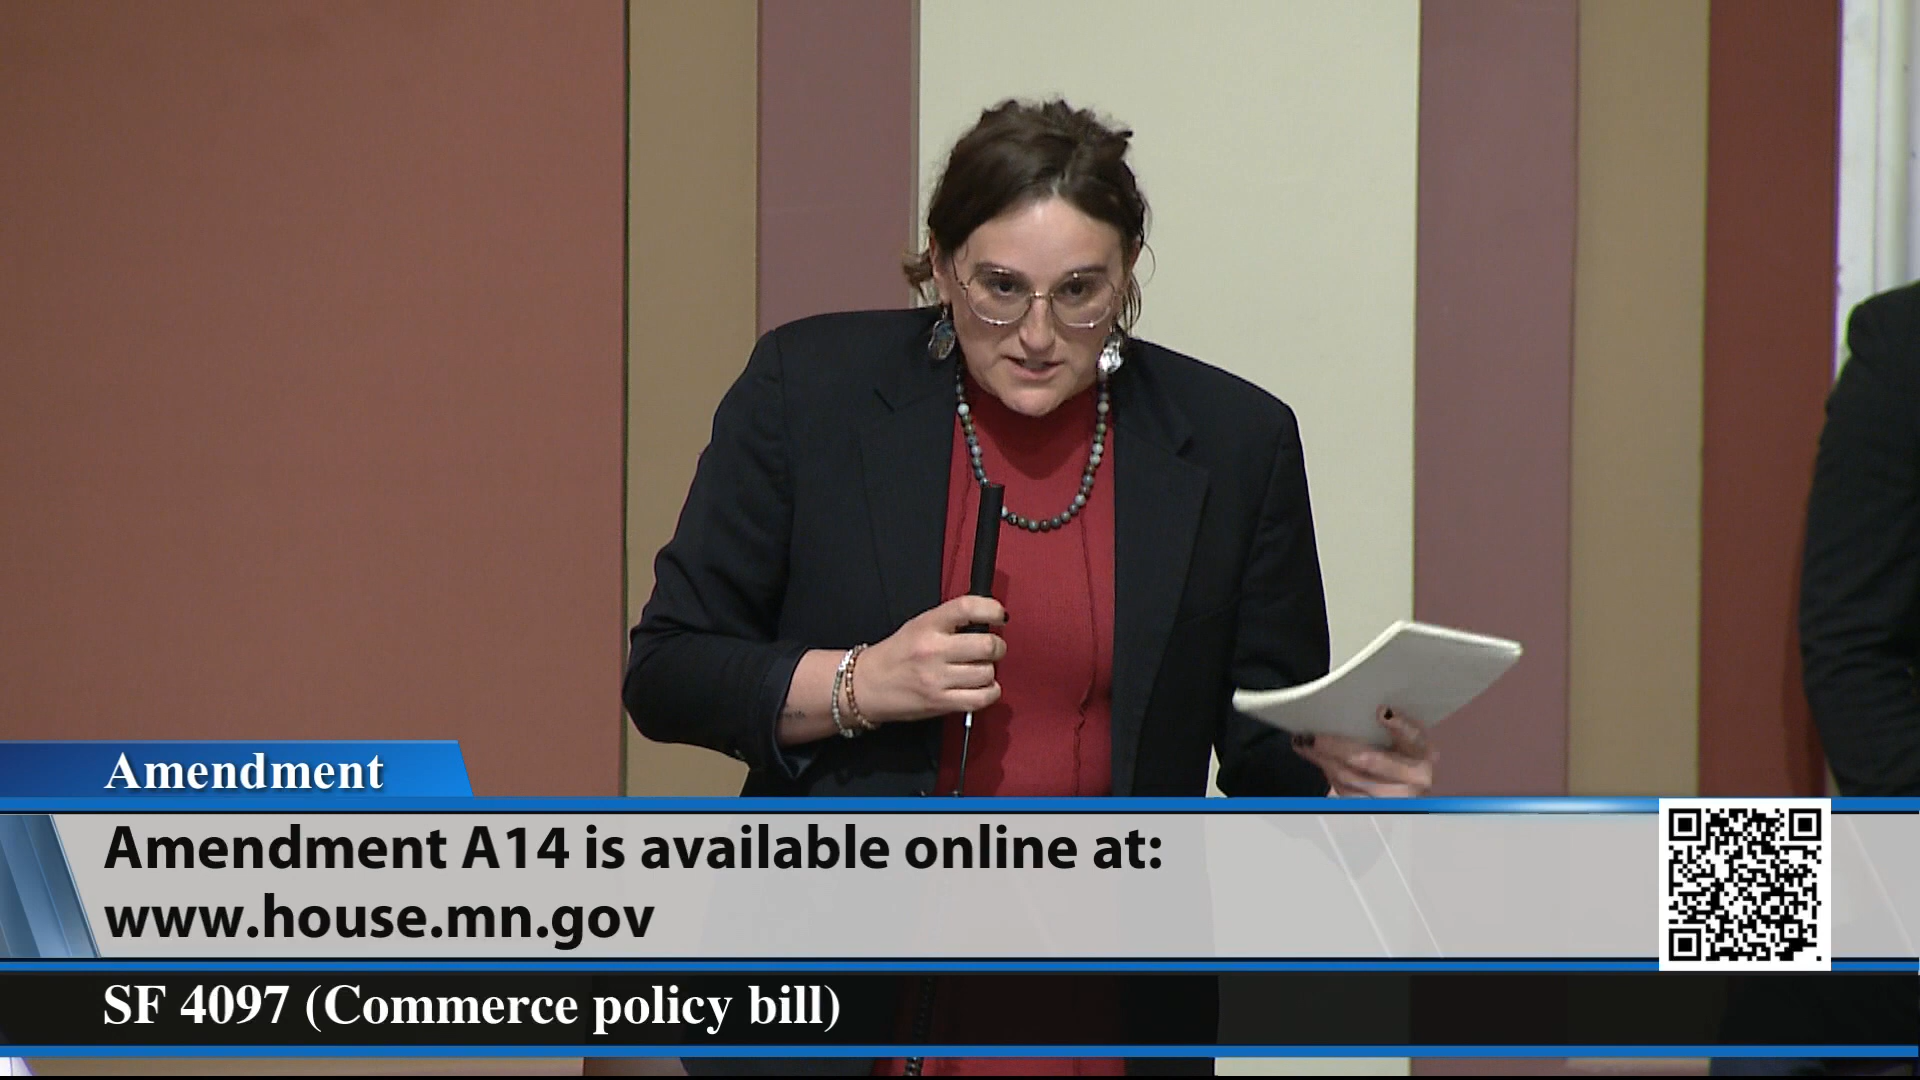 Amendment
Amendment A14 is available online at:
www.house.mn.gov
SF 4097 (Commerce policy bill)